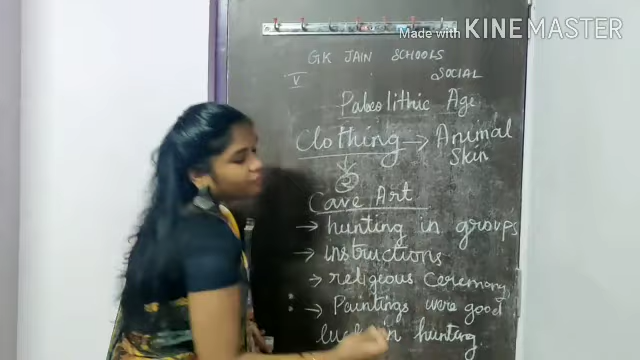 Made with KINEMASTER
GK JAIN SCHOOLS
V SOCIAL
Paleolithic Age
Clothing → Animal
Skin
Cave Art
→ hunting in groups
→ instructions
→ religious ceremony
→ Paintings were good
luck in hunting.